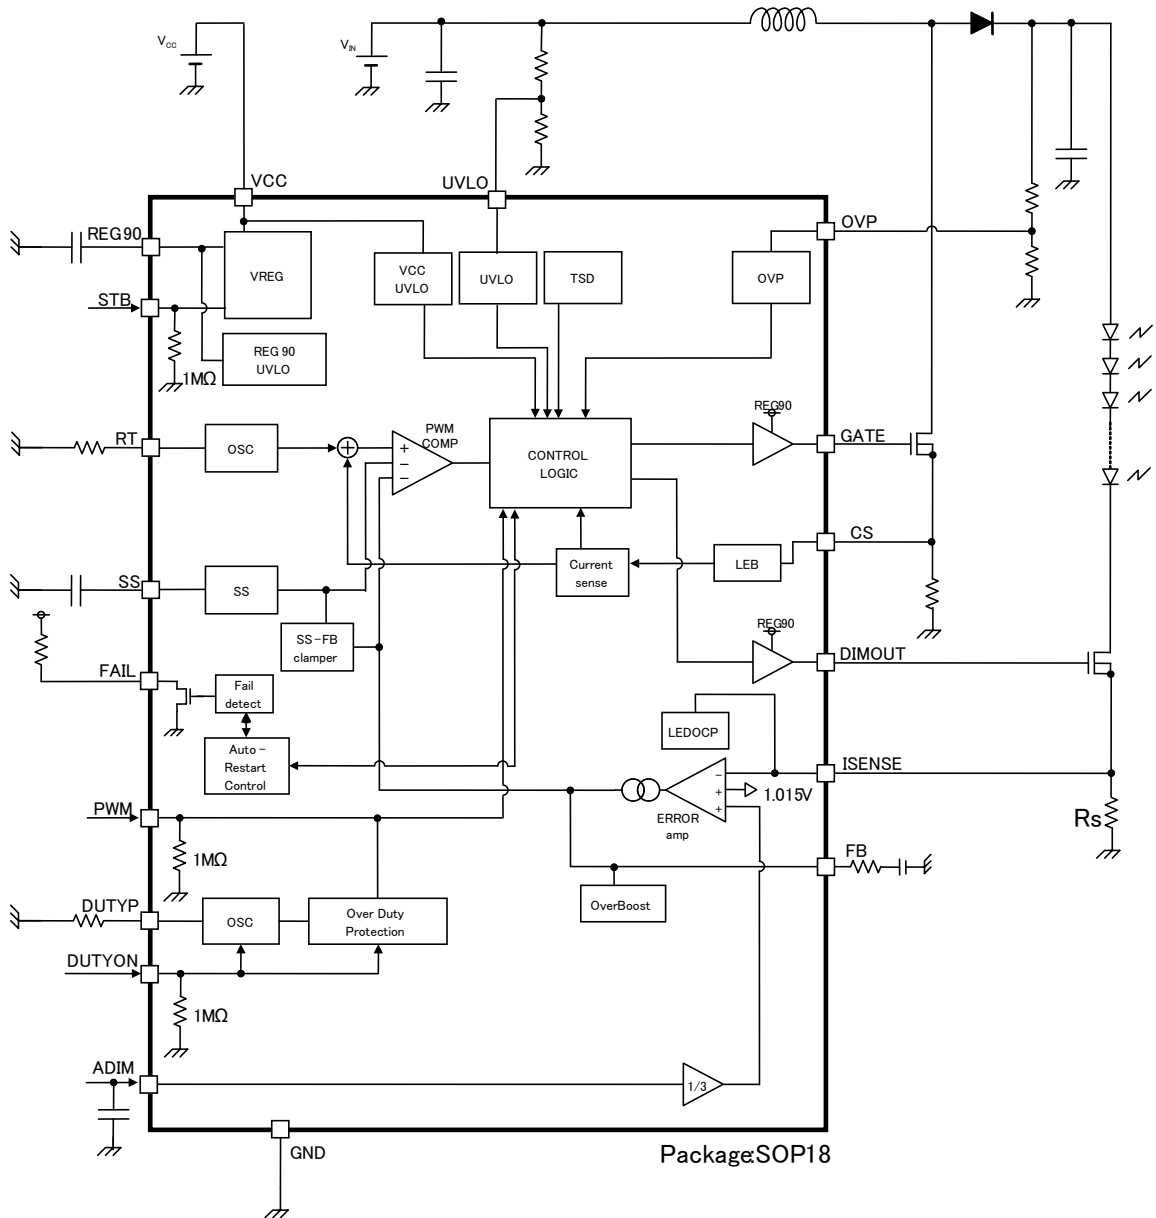 VCC
VIN
VCC
UVLO
REG90
VREG
VCC
UVLO
UVLO
TSD
OVP
OVP
STB
1MΩ
REG 90
UVLO
RT
OSC
PWM
COMP
+
−
−
CONTROL
LOGIC
REG90
GATE
CS
Current
sense
LEB
SS
SS
SS-FB
clamper
REG90
DIMOUT
FAIL
Fail
detect
LEDOCP
Auto-
Restart
Control
ISENSE
−
+
+
1.015V
ERROR
amp
Rs
PWM
1MΩ
FB
OverBoost
DUTYP
OSC
Over Duty
Protection
DUTYON
1MΩ
ADIM
1/3
GND
Package:SOP18